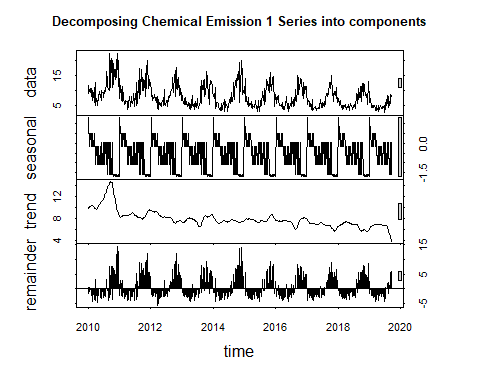 Decomposing Chemical Emission 1 Series into components
data
5 15
seasonal
-1.5 0.0
trend
4 8 12
remainder
-5 5 15
2010 2012 2014 2016 2018 2020
time